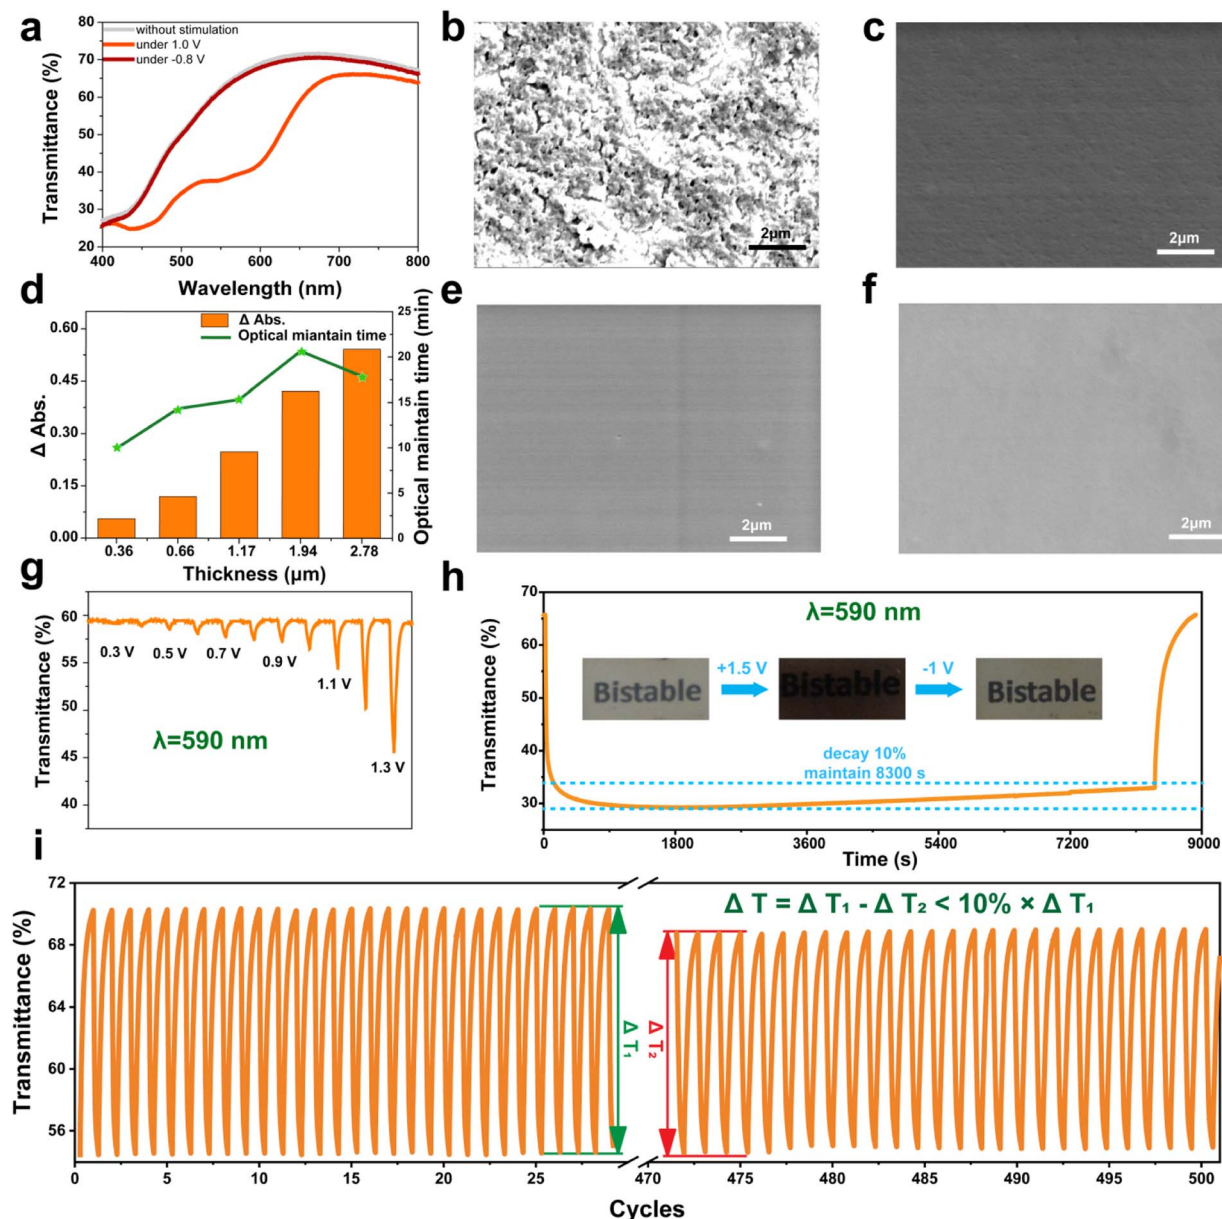 a
without stimulation
under 1.0 V
under -0.8 V
Transmittance (%)
80
70
60
50
40
30
20
400
500
600
700
800
Wavelength (nm)
b
2μm
c
2μm
d
Δ Abs.
Optical miantain time
Δ Abs.
0.60
0.45
0.30
0.15
0.00
0.36
0.66
1.17
1.94
2.78
Thickness (μm)
25
20
15
10
5
0
Optical maintain time (min)
e
2μm
f
2μm
g
Transmittance (%)
60
55
50
45
40
0.3 V
0.5 V
0.7 V
0.9 V
1.1 V
1.3 V
λ=590 nm
h
Transmittance (%)
70
60
50
40
30
λ=590 nm
Bistable
+1.5 V
Bistable
-1 V
Bistable
decay 10%
maintain 8300 s
0
1800
3600
5400
7200
9000
Time (s)
i
Transmittance (%)
72
68
64
60
56
Δ T₁
Δ T₂
Δ T = Δ T₁ - Δ T₂ < 10% × Δ T₁
0
5
10
15
20
25
470
475
480
485
490
495
500
Cycles